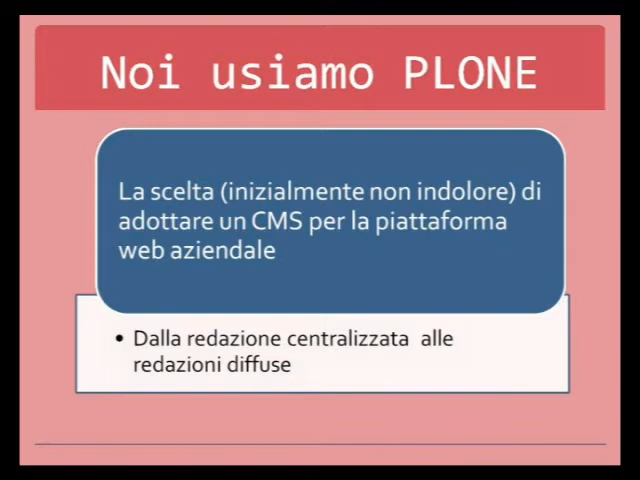 Noi usiamo PLONE
La scelta (inizialmente non indolore) di
adottare un CMS per la piattaforma
web aziendale
• Dalla redazione centralizzata alle
redazioni diffuse